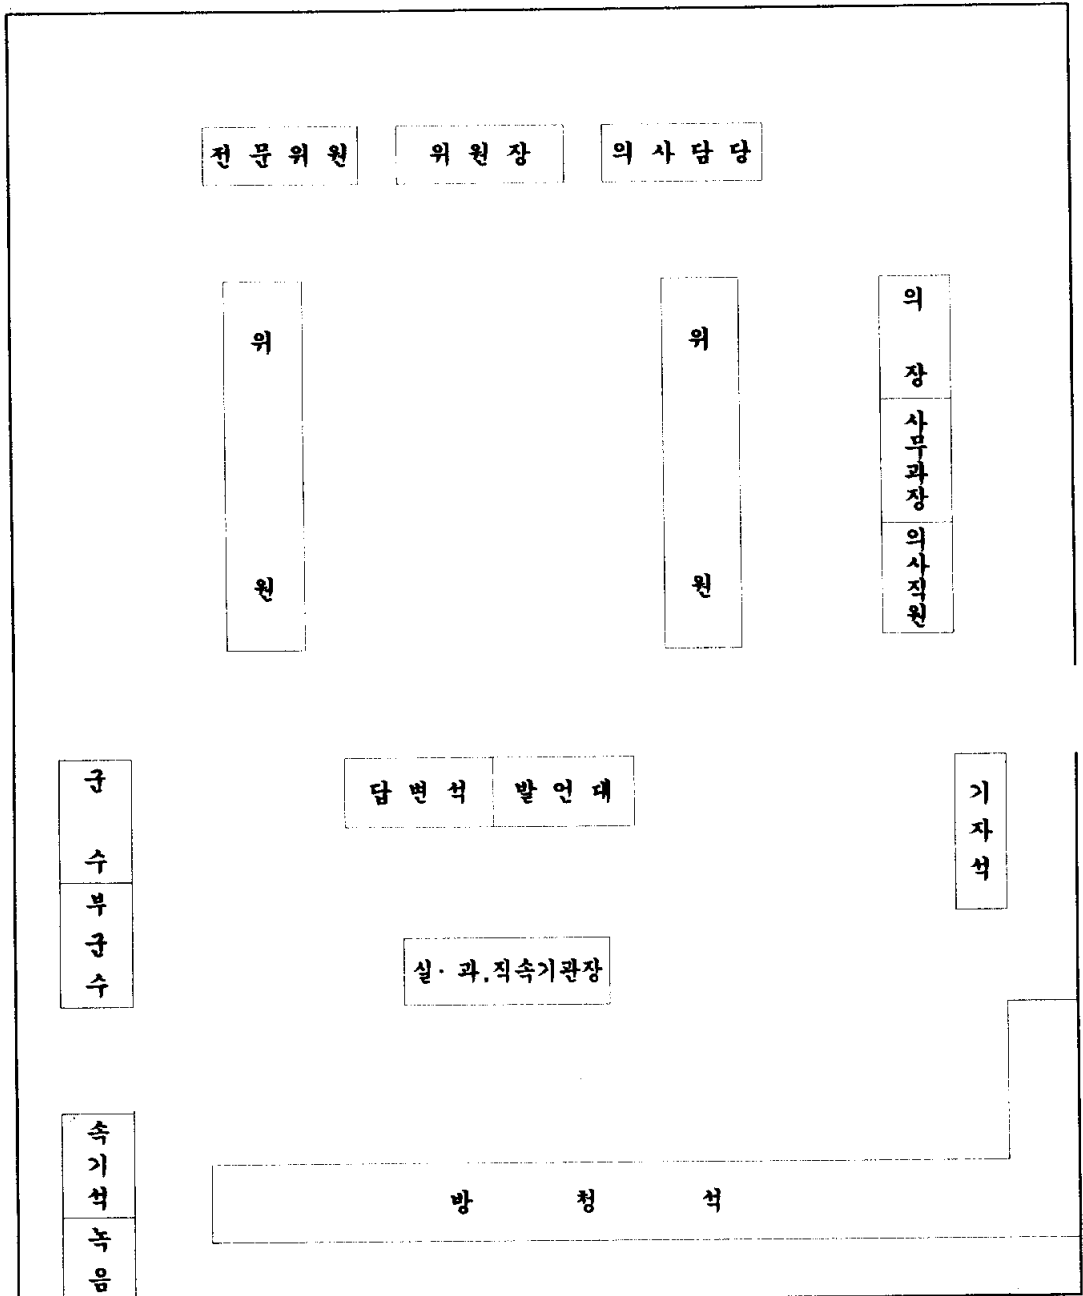 전문위원
위원장
의사담당
위원
위원
의장
사무과장
의사직원
군수
부군수
답변석
발언대
기자석
실·과,직속기관장
속기석
녹음
방청석